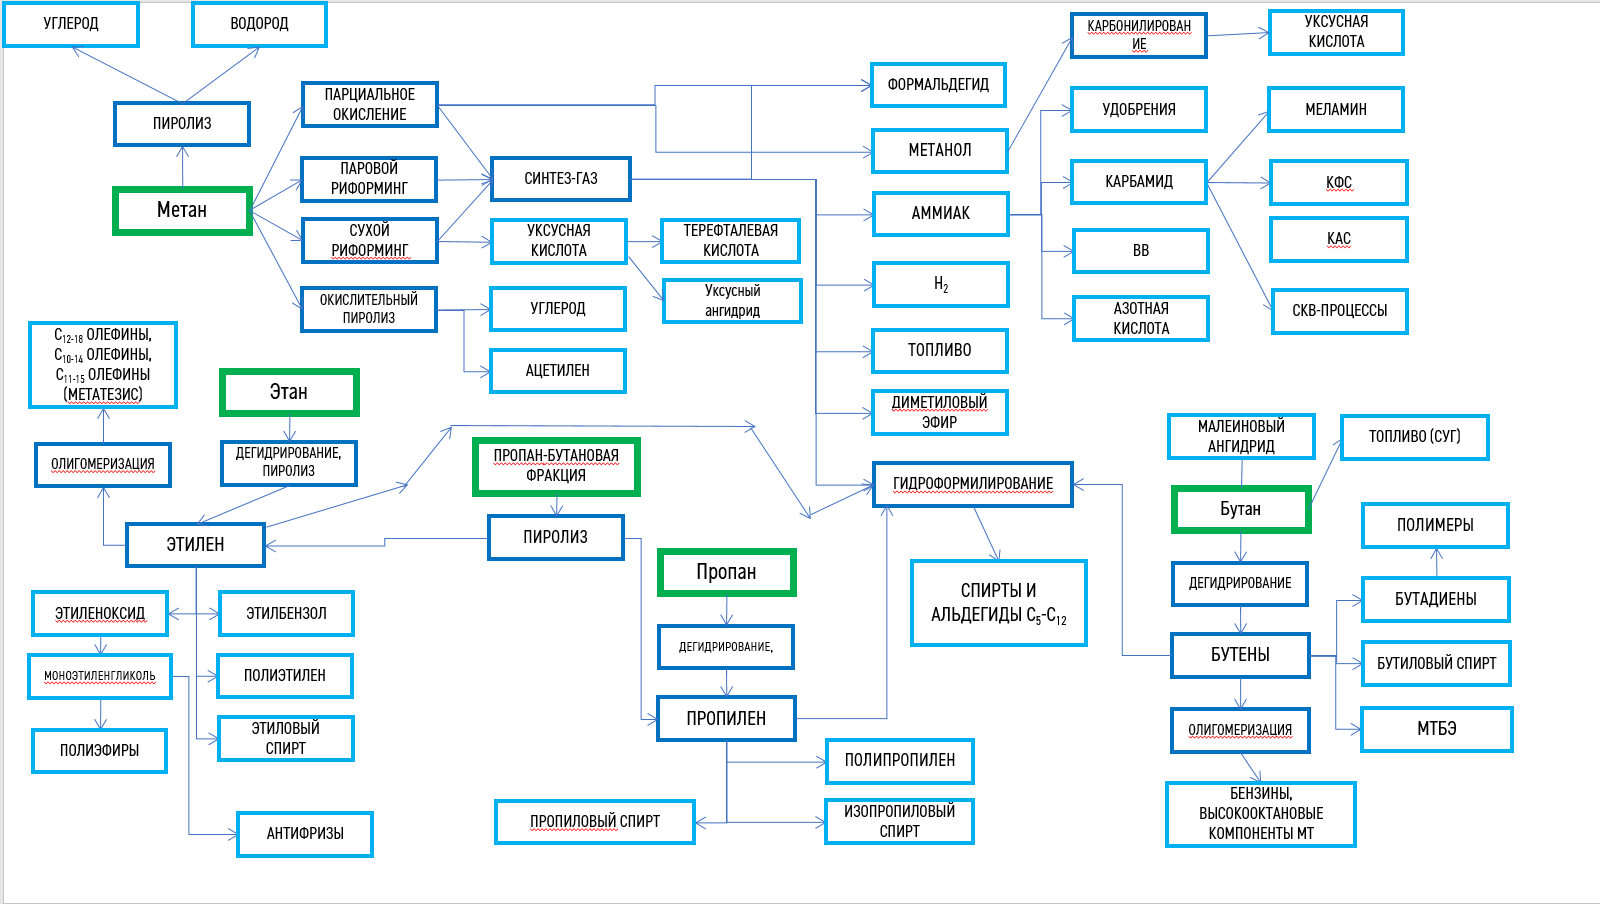 УГЛЕРОД
ВОДОРОД
ПИРОЛИЗ
Метан
ПАРЦИАЛЬНОЕ
ОКИСЛЕНИЕ
ПАРОВОЙ
РИФОРМИНГ
СУХОЙ
РИФОРМИНГ
ОКИСЛИТЕЛЬНЫЙ
ПИРОЛИЗ
СИНТЕЗ-ГАЗ
УКСУСНАЯ
КИСЛОТА
ТЕРЕФТАЛЕВАЯ
КИСЛОТА
Уксусный
ангидрид
УГЛЕРОД
АЦЕТИЛЕН
ФОРМАЛЬДЕГИД
МЕТАНОЛ
АММИАК
H₂
ТОПЛИВО
ДИМЕТИЛОВЫЙ
ЭФИР
ГИДРОФОРМИЛИРОВАНИЕ
СПИРТЫ И
АЛЬДЕГИДЫ C₅-C₁₂
КАРБОНИЛИРОВАН
ИЕ
УКСУСНАЯ
КИСЛОТА
УДОБРЕНИЯ
КАРБАМИД
ВВ
АЗОТНАЯ
КИСЛОТА
МЕЛАМИН
КФС
КАС
СКВ-ПРОЦЕССЫ
C₁₂₋₁₈ ОЛЕФИНЫ,
C₁₀₋₁₄ ОЛЕФИНЫ,
C₁₁₋₁₅ ОЛЕФИНЫ
(МЕТАТЕЗИС)
ОЛИГОМЕРИЗАЦИЯ
Этан
ДЕГИДРИРОВАНИЕ,
ПИРОЛИЗ
ЭТИЛЕН
ЭТИЛЕНОКСИД
МОНОЭТИЛЕНГЛИКОЛЬ
ПОЛИЭФИРЫ
ЭТИЛБЕНЗОЛ
ПОЛИЭТИЛЕН
ЭТИЛОВЫЙ
СПИРТ
АНТИФРИЗЫ
ПРОПАН-БУТАНОВАЯ
ФРАКЦИЯ
ПИРОЛИЗ
Пропан
ДЕГИДРИРОВАНИЕ,
ПРОПИЛЕН
ПОЛИПРОПИЛЕН
ПРОПИЛОВЫЙ СПИРТ
ИЗОПРОПИЛОВЫЙ
СПИРТ
МАЛЕИНОВЫЙ
АНГИДРИД
ТОПЛИВО (СУГ)
Бутан
ДЕГИДРИРОВАНИЕ
БУТЕНЫ
ОЛИГОМЕРИЗАЦИЯ
БЕНЗИНЫ,
ВЫСОКООКТАНОВЫЕ
КОМПОНЕНТЫ МТ
ПОЛИМЕРЫ
БУТАДИЕНЫ
БУТИЛОВЫЙ СПИРТ
МТБЭ